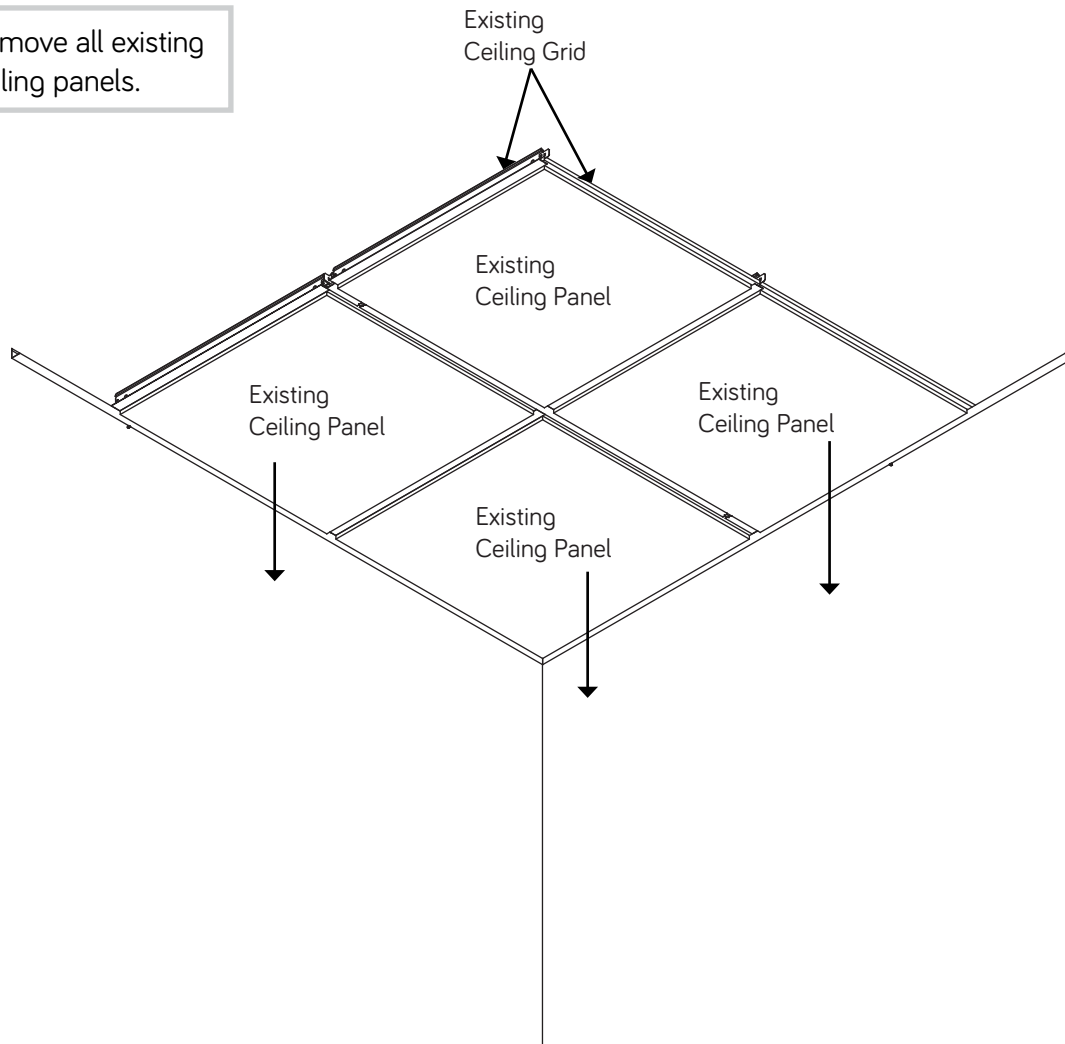 move all existing
ling panels.
Existing
Ceiling Grid
Existing
Ceiling Panel
Existing
Ceiling Panel
Existing
Ceiling Panel
Existing
Ceiling Panel